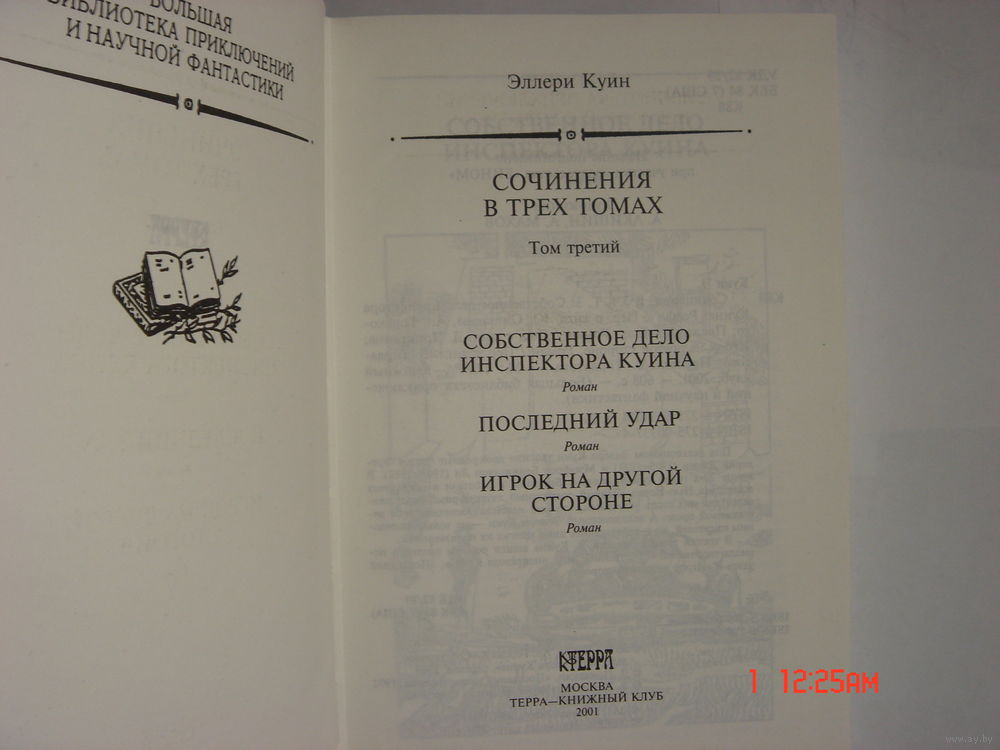 БОЛЬШАЯ
БИБЛИОТЕКА ПРИКЛЮЧЕНИЙ
И НАУЧНОЙ ФАНТАСТИКИ
Эллери Куин
СОЧИНЕНИЯ
В ТРЕХ ТОМАХ
Том третий
СОБСТВЕННОЕ ДЕЛО
ИНСПЕКТОРА КУИНА
Роман
ПОСЛЕДНИЙ УДАР
Роман
ИГРОК НА ДРУГОЙ
СТОРОНЕ
Роман
ТЕРРА
МОСКВА
ТЕРРА—КНИЖНЫЙ КЛУБ
2001
1 12:25AM
www.ay.by